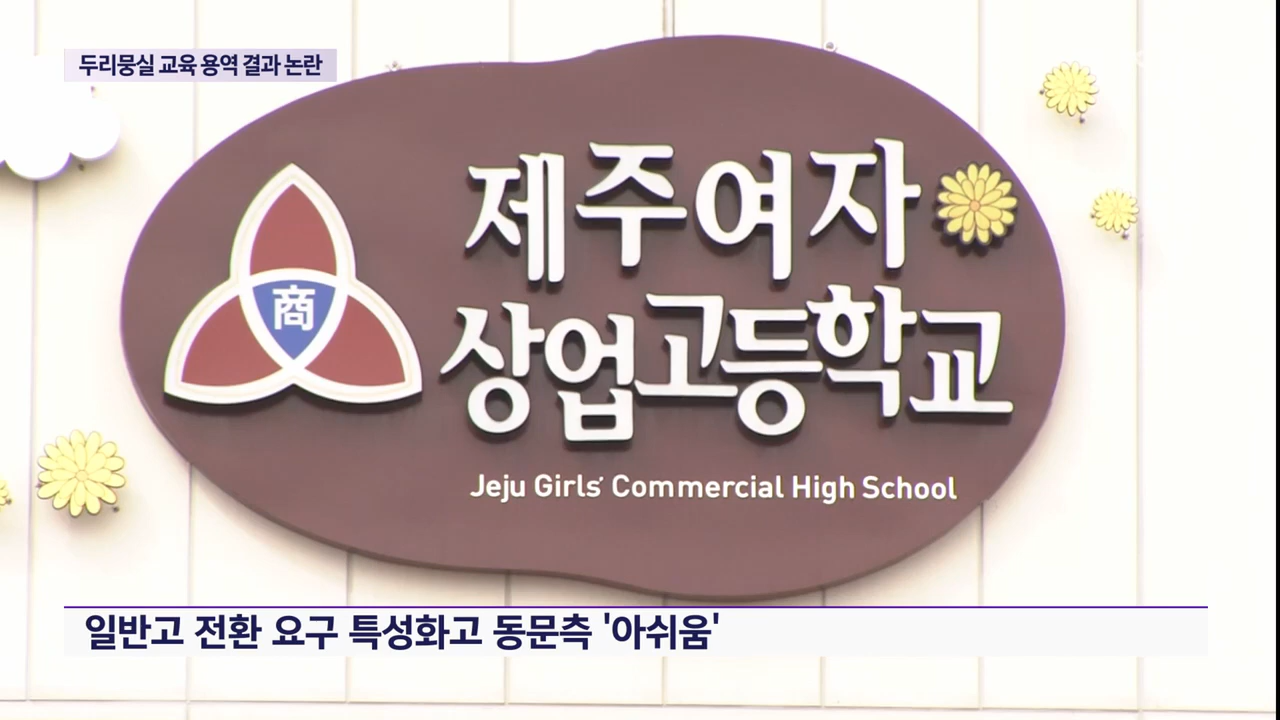 두리뭉실 교육 용역 결과 논란
商
제주여자
상업고등학교
Jeju Girls' Commercial High School
일반고 전환 요구 특성화고 동문측 '아쉬움'